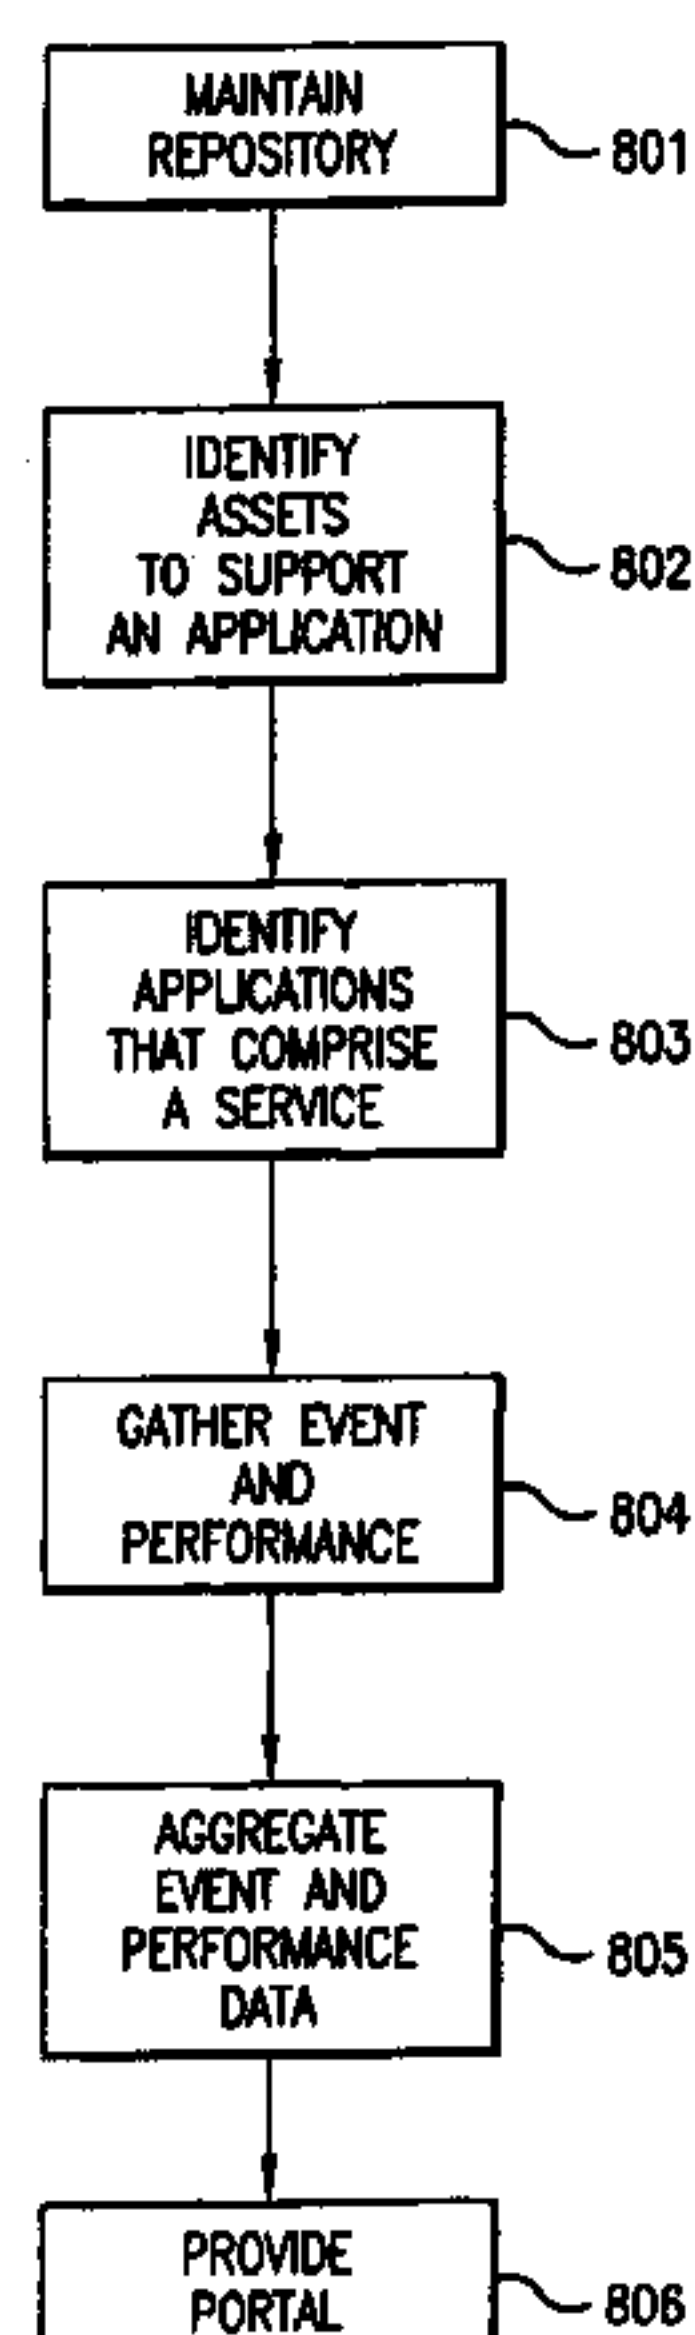 MAINTAIN
REPOSITORY
801
IDENTIFY
ASSETS
TO SUPPORT
AN APPLICATION
802
IDENTIFY
APPLICATIONS
THAT COMPRISE
A SERVICE
803
GATHER EVENT
AND
PERFORMANCE
804
AGGREGATE
EVENT AND
PERFORMANCE
DATA
805
PROVIDE
PORTAL
806